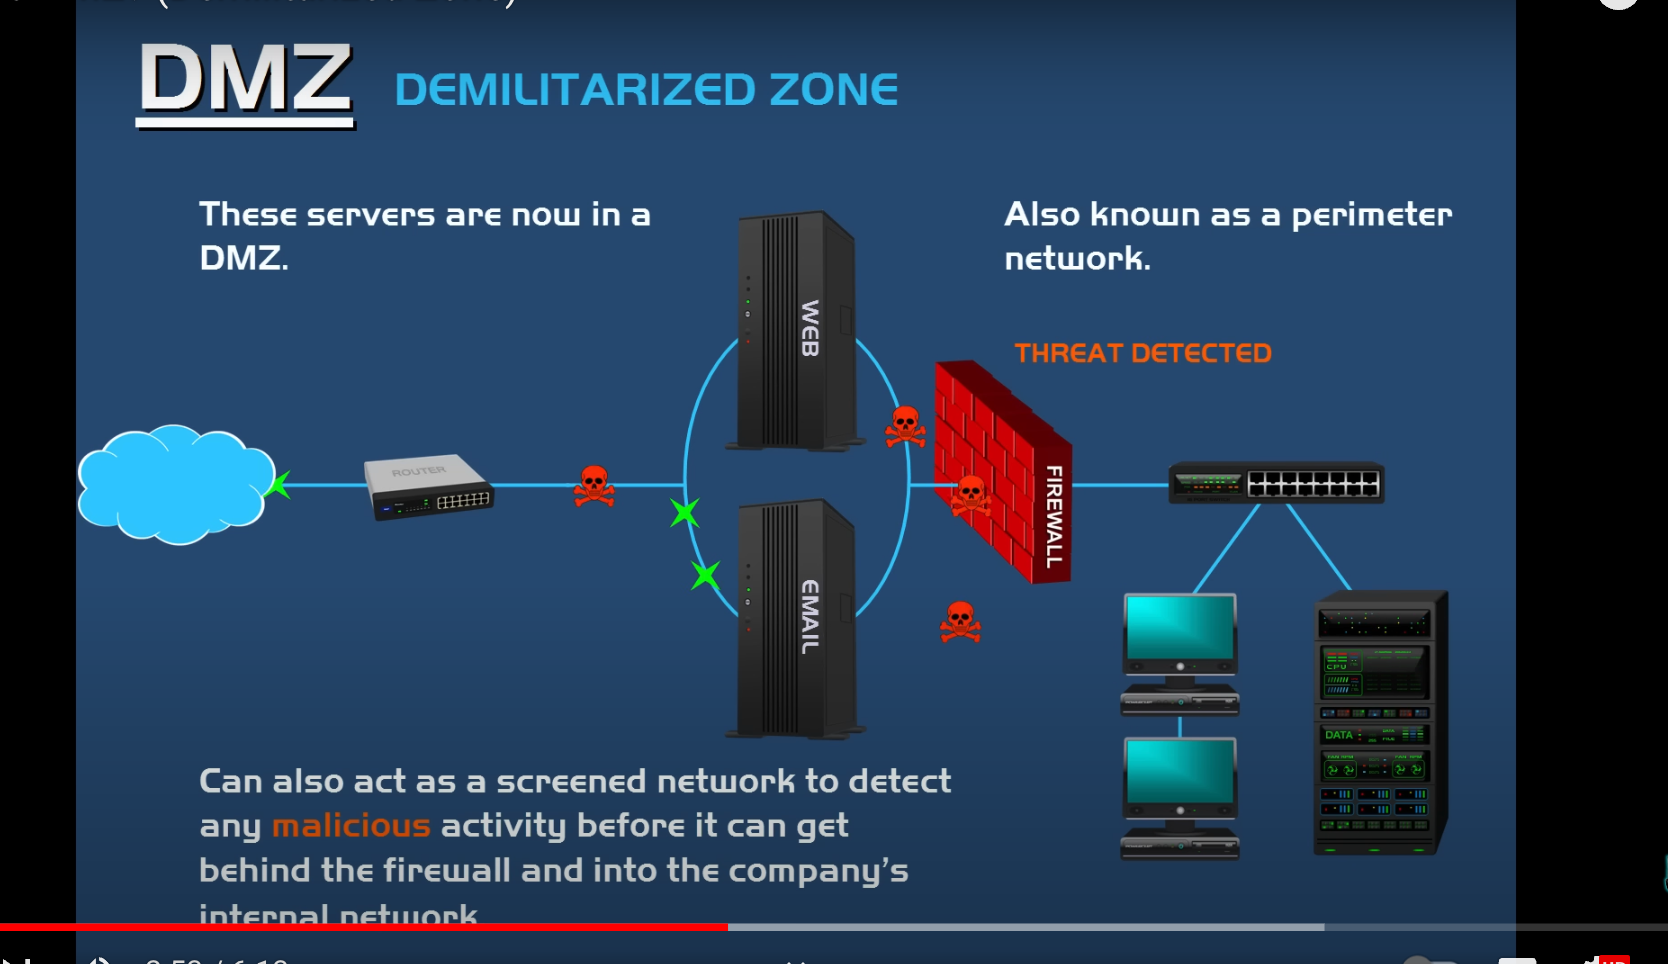 DMZ DEMILITARIZED ZONE
These servers are now in a
DMZ.
Also known as a perimeter
network.
WEB
THREAT DETECTED
ROUTER
FIREWALL
EMAIL
CPU
DATA
Can also act as a screened network to detect
any malicious activity before it can get
behind the firewall and into the company's
internal network
HD